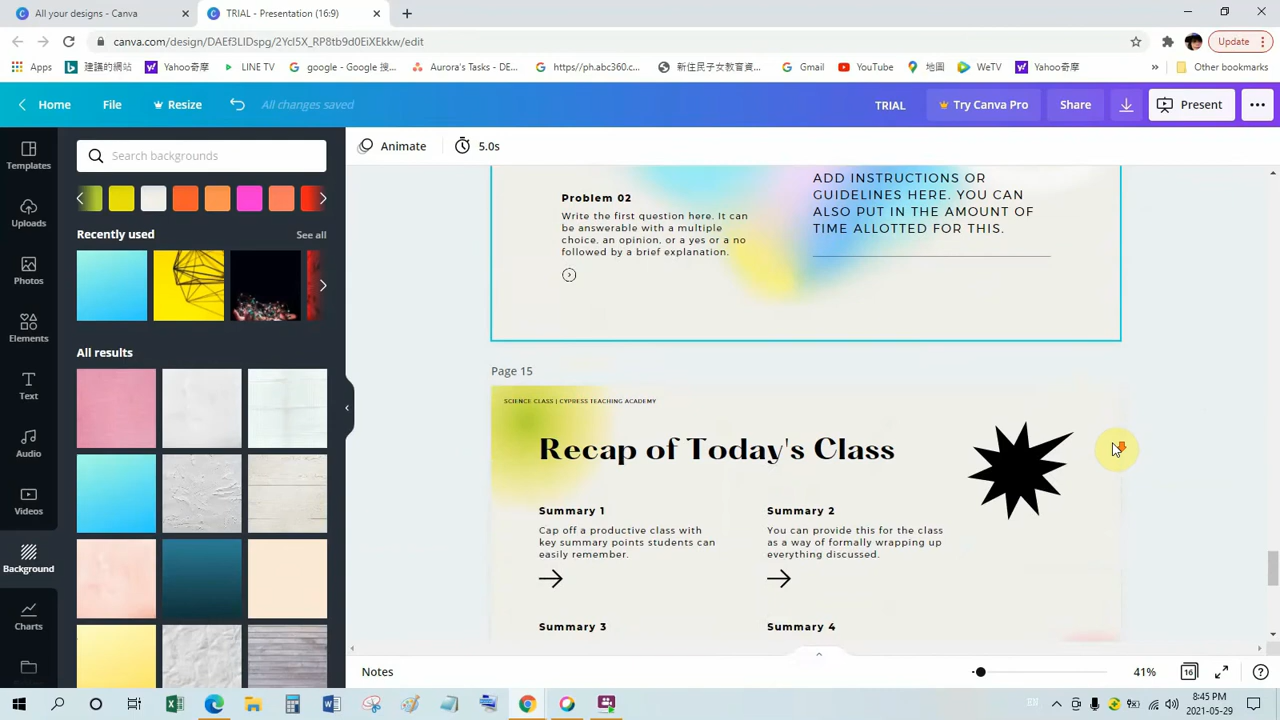 All your designs - Canva
TRIAL - Presentation (16:9)
canva.com/design/DAEf3LIDspg/2Ycl5X_RP8tb9d0EiXEkkw/edit
Update
Apps
建議的網站
Yahoo奇摩
LINE TV
google - Google 搜...
Aurora's Tasks - DE...
https//ph.abc360.c...
新住民子女教育資...
Gmail
YouTube
地圖
WeTV
Yahoo奇摩
»
Other bookmarks
Home
File
Resize
All changes saved
TRIAL
Try Canva Pro
Share
Present
Templates
Uploads
Photos
Elements
Text
Audio
Videos
Background
Charts
Search backgrounds
Recently used
See all
All results
Animate
5.0s
Problem 02
Write the first question here. It can
be answerable with a multiple
choice, an opinion, or a yes or a no
followed by a brief explanation.
ADD INSTRUCTIONS OR
GUIDELINES HERE. YOU CAN
ALSO PUT IN THE AMOUNT OF
TIME ALLOTTED FOR THIS.
Page 15
SCIENCE CLASS | CYPRESS TEACHING ACADEMY
Recap of Today's Class
Summary 1
Cap off a productive class with
key summary points students can
easily remember.
Summary 2
You can provide this for the class
as a way of formally wrapping up
everything discussed.
Summary 3
Summary 4
Notes
41%
16
EN
8:45 PM
2021-05-29